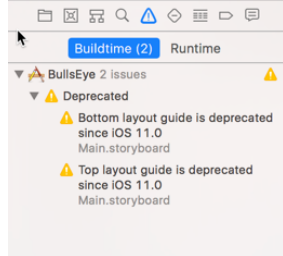 Buildtime (2) Runtime
BullsEye 2 issues
Deprecated
Bottom layout guide is deprecated
since iOS 11.0
Main.storyboard
Top layout guide is deprecated
since iOS 11.0
Main.storyboard